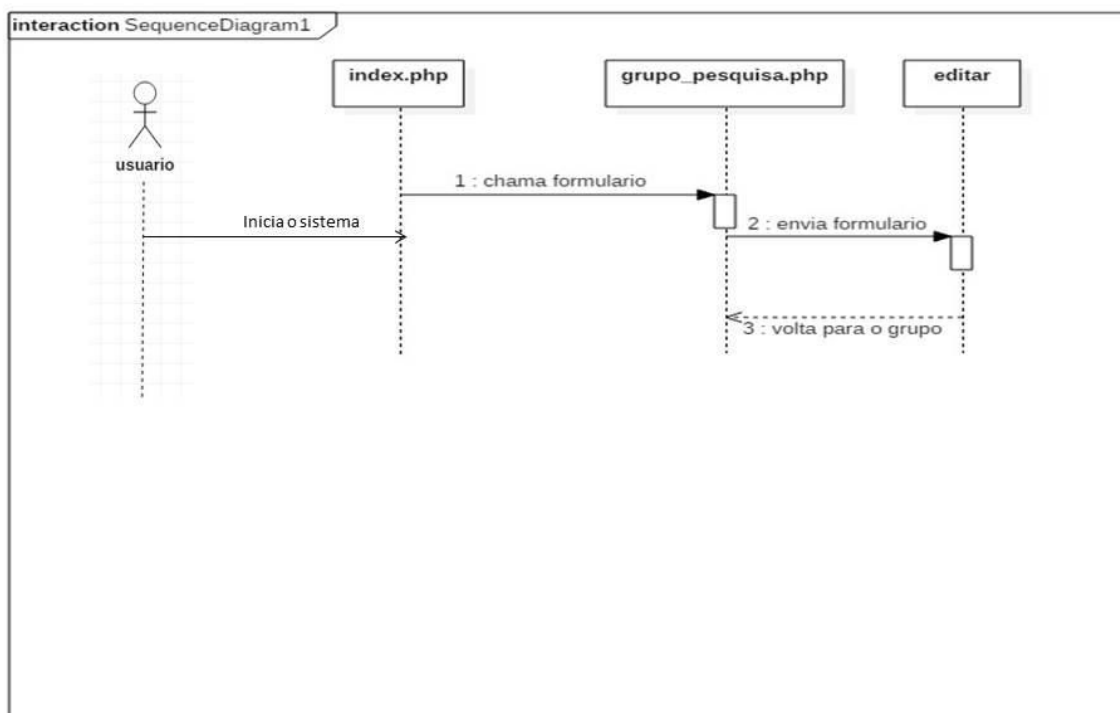 interaction SequenceDiagram1
index.php
grupo_pesquisa.php
editar
usuario
1 : chama formulario
Inicia o sistema
2 : envia formulario
3 : volta para o grupo